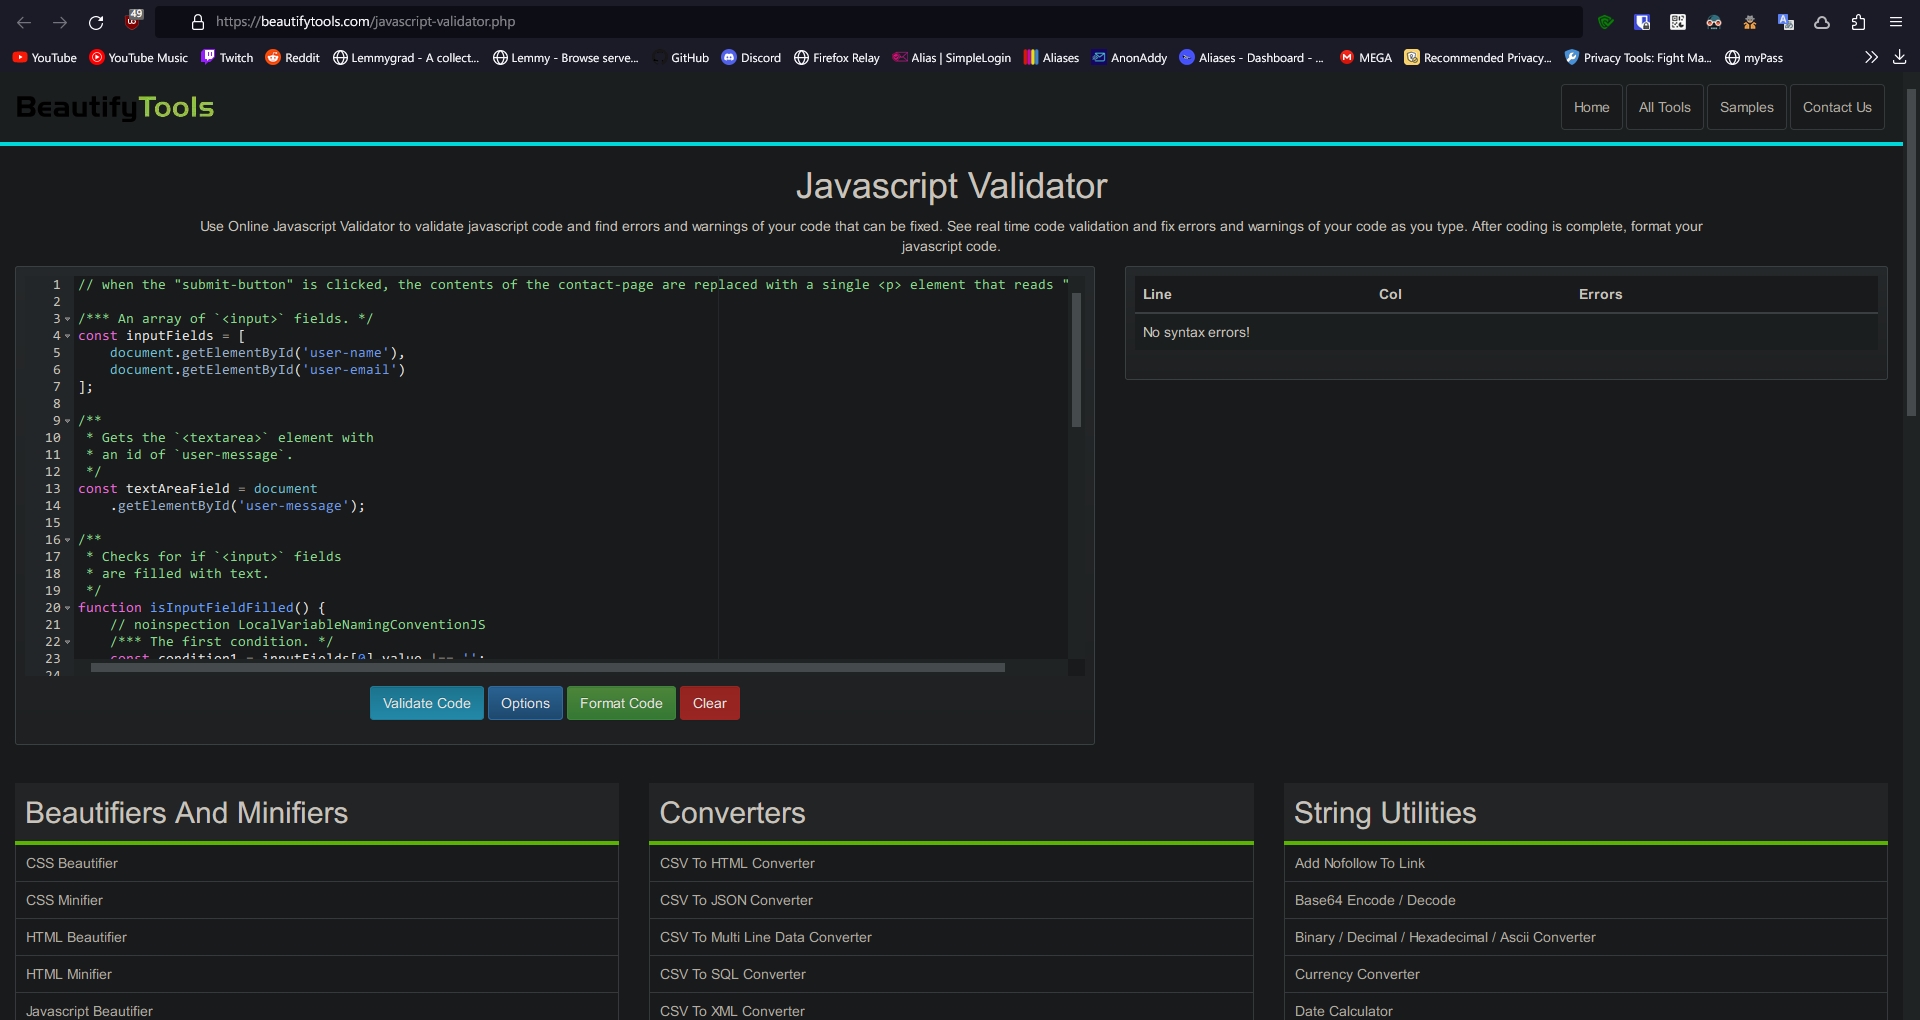 49
https://beautifytools.com/javascript-validator.php
YouTube YouTube Music Twitch Reddit Lemmygrad - A collect... Lemmy - Browse serve... GitHub Discord Firefox Relay Alias | SimpleLogin Aliases AnonAddy Aliases - Dashboard - ... MEGA Recommended Privacy... Privacy Tools: Fight Ma... myPass
BeautifyTools
Home All Tools Samples Contact Us
Javascript Validator
Use Online Javascript Validator to validate javascript code and find errors and warnings of your code that can be fixed. See real time code validation and fix errors and warnings of your code as you type. After coding is complete, format your
javascript code.
1 // when the "submit-button" is clicked, the contents of the contact-page are replaced with a single <p> element that reads "
2
3 /*** An array of `<input>` fields. */
4 const inputFields = [
5 document.getElementById('user-name'),
6 document.getElementById('user-email')
7 ];
8
9 /**
10 * Gets the `<textarea>` element with
11 * an id of `user-message`.
12 */
13 const textAreaField = document
14 .getElementById('user-message');
15
16 /**
17 * Checks for if `<input>` fields
18 * are filled with text.
19 */
20 function isInputFieldFilled() {
21 // noinspection LocalVariableNamingConventionJS
22 /*** The first condition. */
23 const condition1 = inputFields[0].value !== '';
24
Validate Code Options Format Code Clear
Line Col Errors
No syntax errors!
Beautifiers And Minifiers
CSS Beautifier
CSS Minifier
HTML Beautifier
HTML Minifier
Javascript Beautifier
Converters
CSV To HTML Converter
CSV To JSON Converter
CSV To Multi Line Data Converter
CSV To SQL Converter
CSV To XML Converter
String Utilities
Add Nofollow To Link
Base64 Encode / Decode
Binary / Decimal / Hexadecimal / Ascii Converter
Currency Converter
Date Calculator